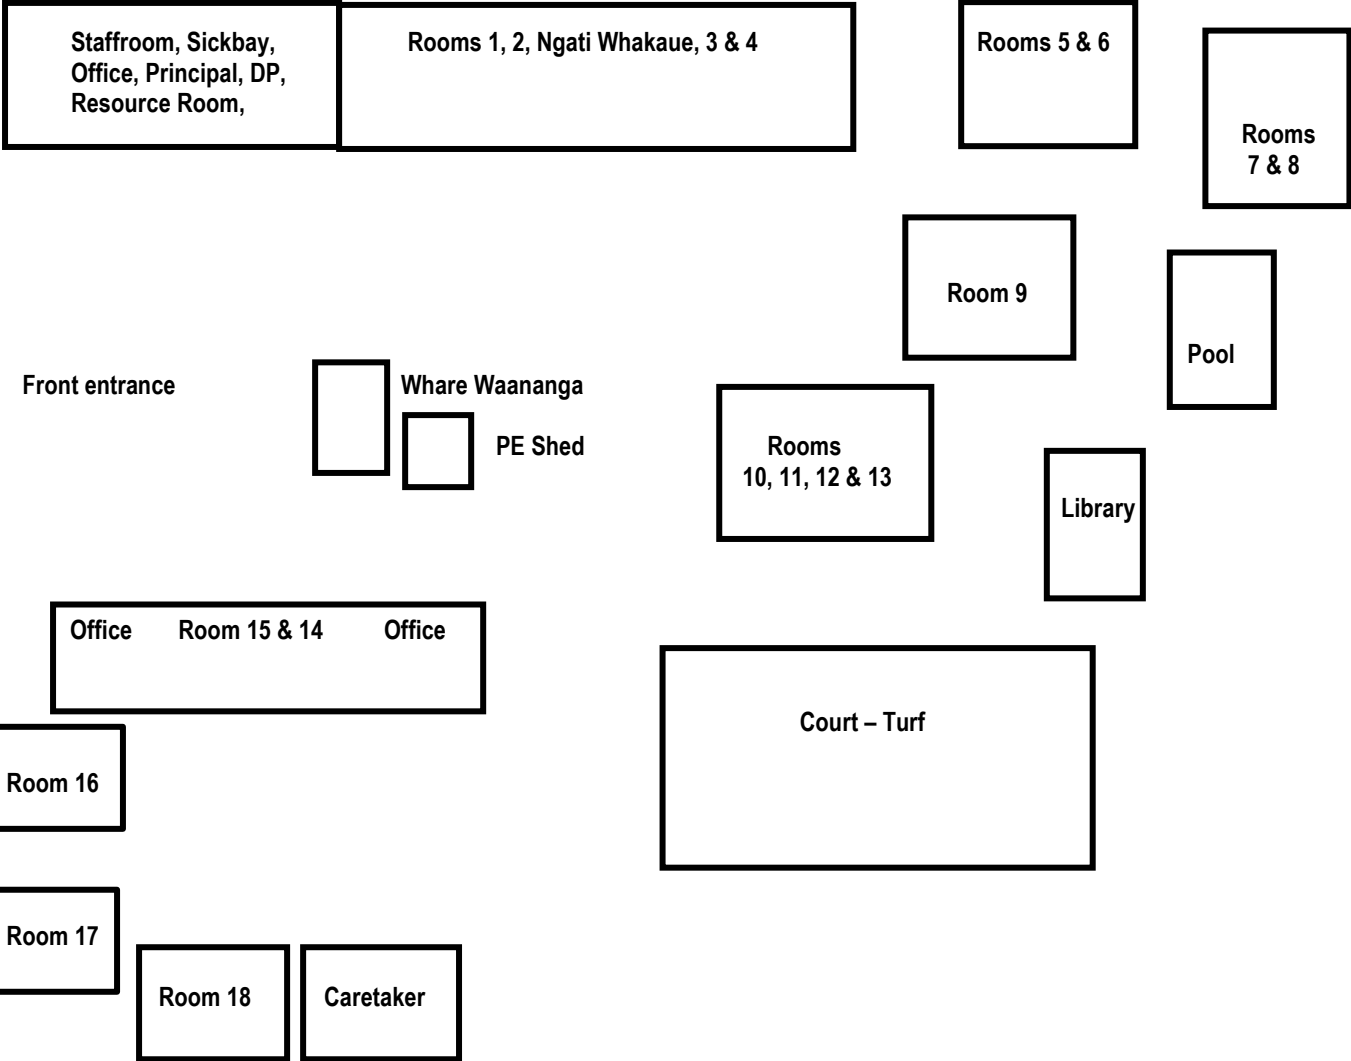 Staffroom, Sickbay,
Office, Principal, DP,
Resource Room,
Rooms 1, 2, Ngati Whakaue, 3 & 4
Rooms 5 & 6
Rooms
7 & 8
Room 9
Pool
Front entrance
Whare Waananga
PE Shed
Rooms
10, 11, 12 & 13
Library
Office Room 15 & 14 Office
Court – Turf
Room 16
Room 17
Room 18
Caretaker